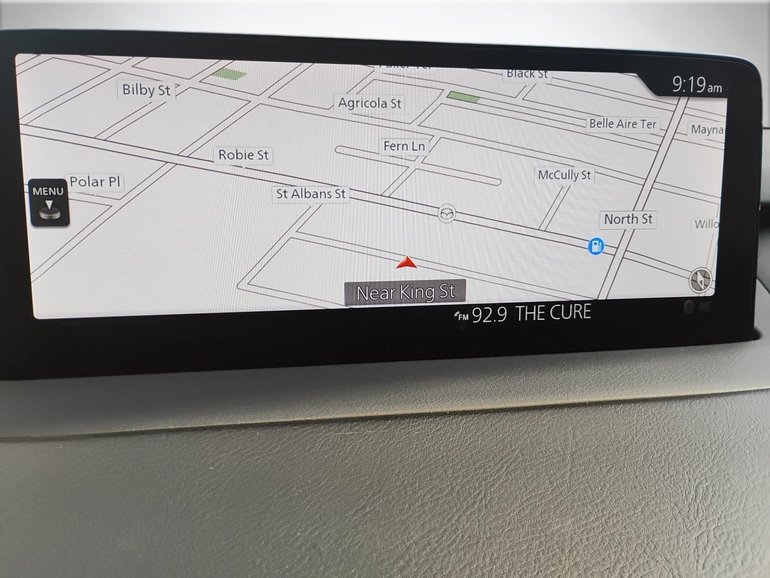 Black St
9:19 am
Bilby St
Agricola St
Belle Aire Ter
Fern Ln
Robie St
McCully St
MENU
Polar Pl
St Albans St
North St
Near King St
FM 92.9 THE CURE